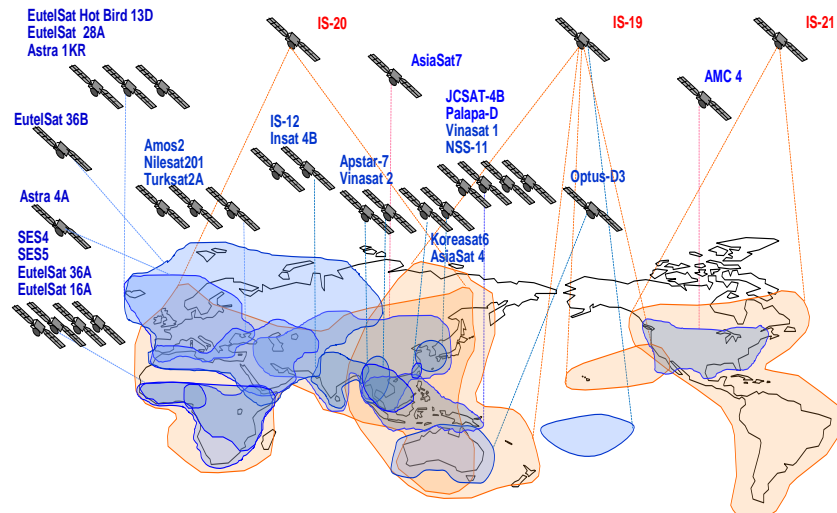 EutelSat Hot Bird 13D
EutelSat 28A
Astra 1KR
IS-20
IS-19
IS-21
AsiaSat7
AMC 4
JCSAT-4B
Palapa-D
Vinasat 1
NSS-11
EutelSat 36B
IS-12
Insat 4B
Amos2
Nilesat201
Turksat2A
Apstar-7
Vinasat 2
Optus-D3
Astra 4A
SES4
SES5
EutelSat 36A
EutelSat 16A
Koreasat6
AsiaSat 4